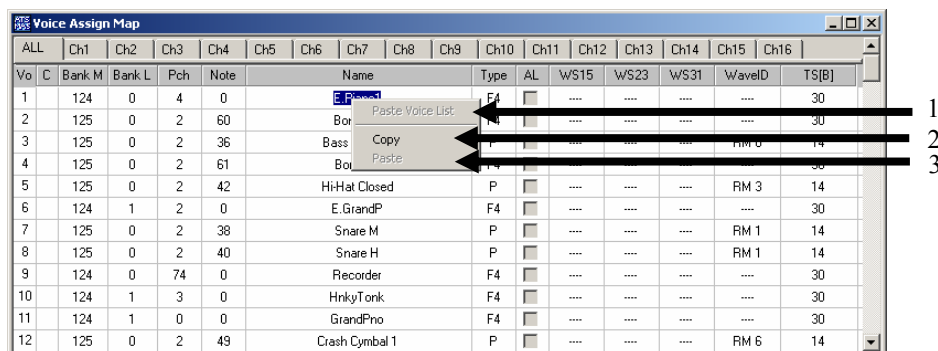 Voice Assign Map
ALL Ch1 Ch2 Ch3 Ch4 Ch5 Ch6 Ch7 Ch8 Ch9 Ch10 Ch11 Ch12 Ch13 Ch14 Ch15 Ch16
Vo C Bank M Bank L Pch Note Name Type AL WS15 WS23 WS31 WaveID TS[B]
1 124 0 4 0 E.Piano1 F4 ---- ---- ---- ---- 30
Paste Voice List 1
2 125 0 2 60 Bon F4 ---- ---- ---- ---- 30
3 125 0 2 36 Bass P ---- ---- ---- RM 14
Copy 2
4 125 0 2 61 Bon ---- ---- ---- ---- 30
Paste 3
5 125 0 2 42 Hi-Hat Closed P ---- ---- ---- RM 3 14
6 124 1 2 0 E.GrandP F4 ---- ---- ---- ---- 30
7 125 0 2 38 Snare M P ---- ---- ---- RM 1 14
8 125 0 2 40 Snare H P ---- ---- ---- RM 1 14
9 124 0 74 0 Recorder F4 ---- ---- ---- ---- 30
10 124 1 3 0 HnkyTonk F4 ---- ---- ---- ---- 30
11 124 1 0 0 GrandPno F4 ---- ---- ---- ---- 30
12 125 0 2 49 Crash Cymbal 1 P ---- ---- ---- RM 6 14